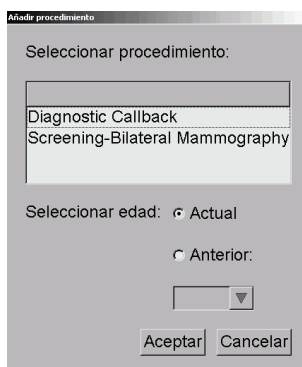 Añadir procedimiento
Seleccionar procedimiento:
Diagnostic Callback
Screening-Bilateral Mammography
Seleccionar edad: Actual
Anterior:
Aceptar Cancelar